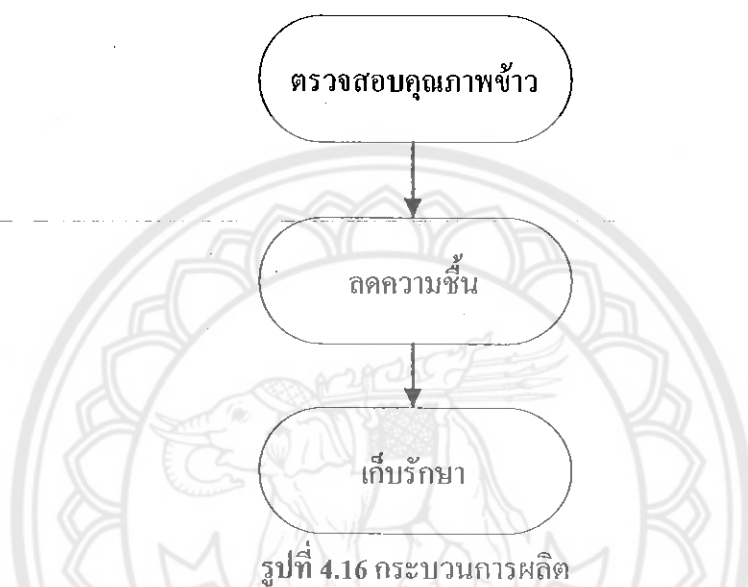 ตรวจสอบคุณภาพข้าว
ลดความชื้น
เก็บรักษา
รูปที่ 4.16 กระบวนการผลิต